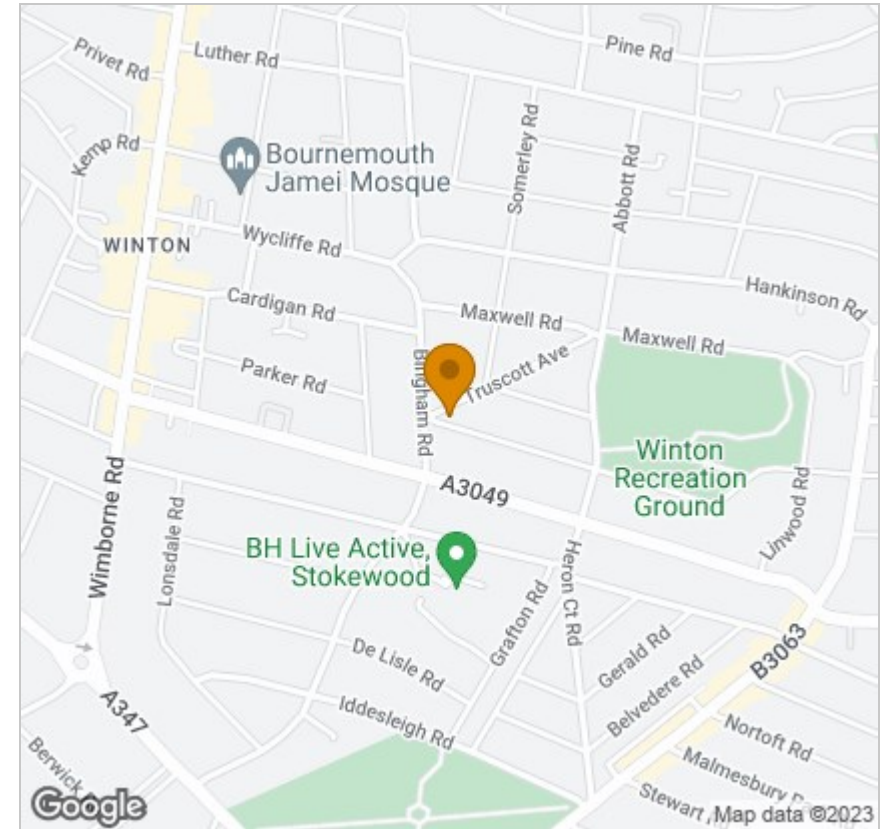 Privet Rd
Luther Rd
Pine Rd
Kemp Rd
Bournemouth
Jamei Mosque
Somerley Rd
Abbott Rd
WINTON
Wycliffe Rd
Hankinson Rd
Cardigan Rd
Maxwell Rd
Maxwell Rd
Parker Rd
Bingham Rd
Truscott Ave
Winton
Recreation
Ground
A3049
Wimborne Rd
Lonsdale Rd
Linwood Rd
BH Live Active,
Stokewood
Heron Ct Rd
Grafton Rd
Gerald Rd
B3063
De Lisle Rd
Belvedere Rd
A347
Iddesleigh Rd
Nortoft Rd
Berwick
Malmesbury
Stewart
Google
Map data ©2023